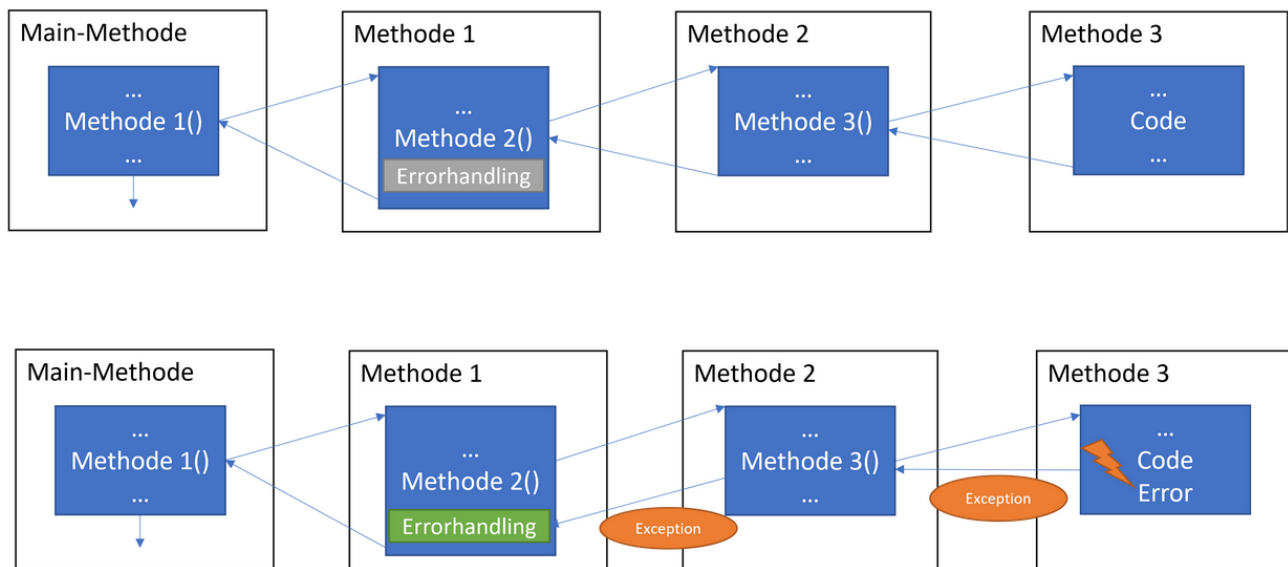 Main-Methode
...
Methode 1()
...
Methode 1
...
Methode 2()
Errorhandling
Methode 2
...
Methode 3()
...
Methode 3
...
Code
...
Main-Methode
...
Methode 1()
...
Methode 1
...
Methode 2()
Errorhandling
Exception
Methode 2
...
Methode 3()
...
Exception
Methode 3
...
Code
Error